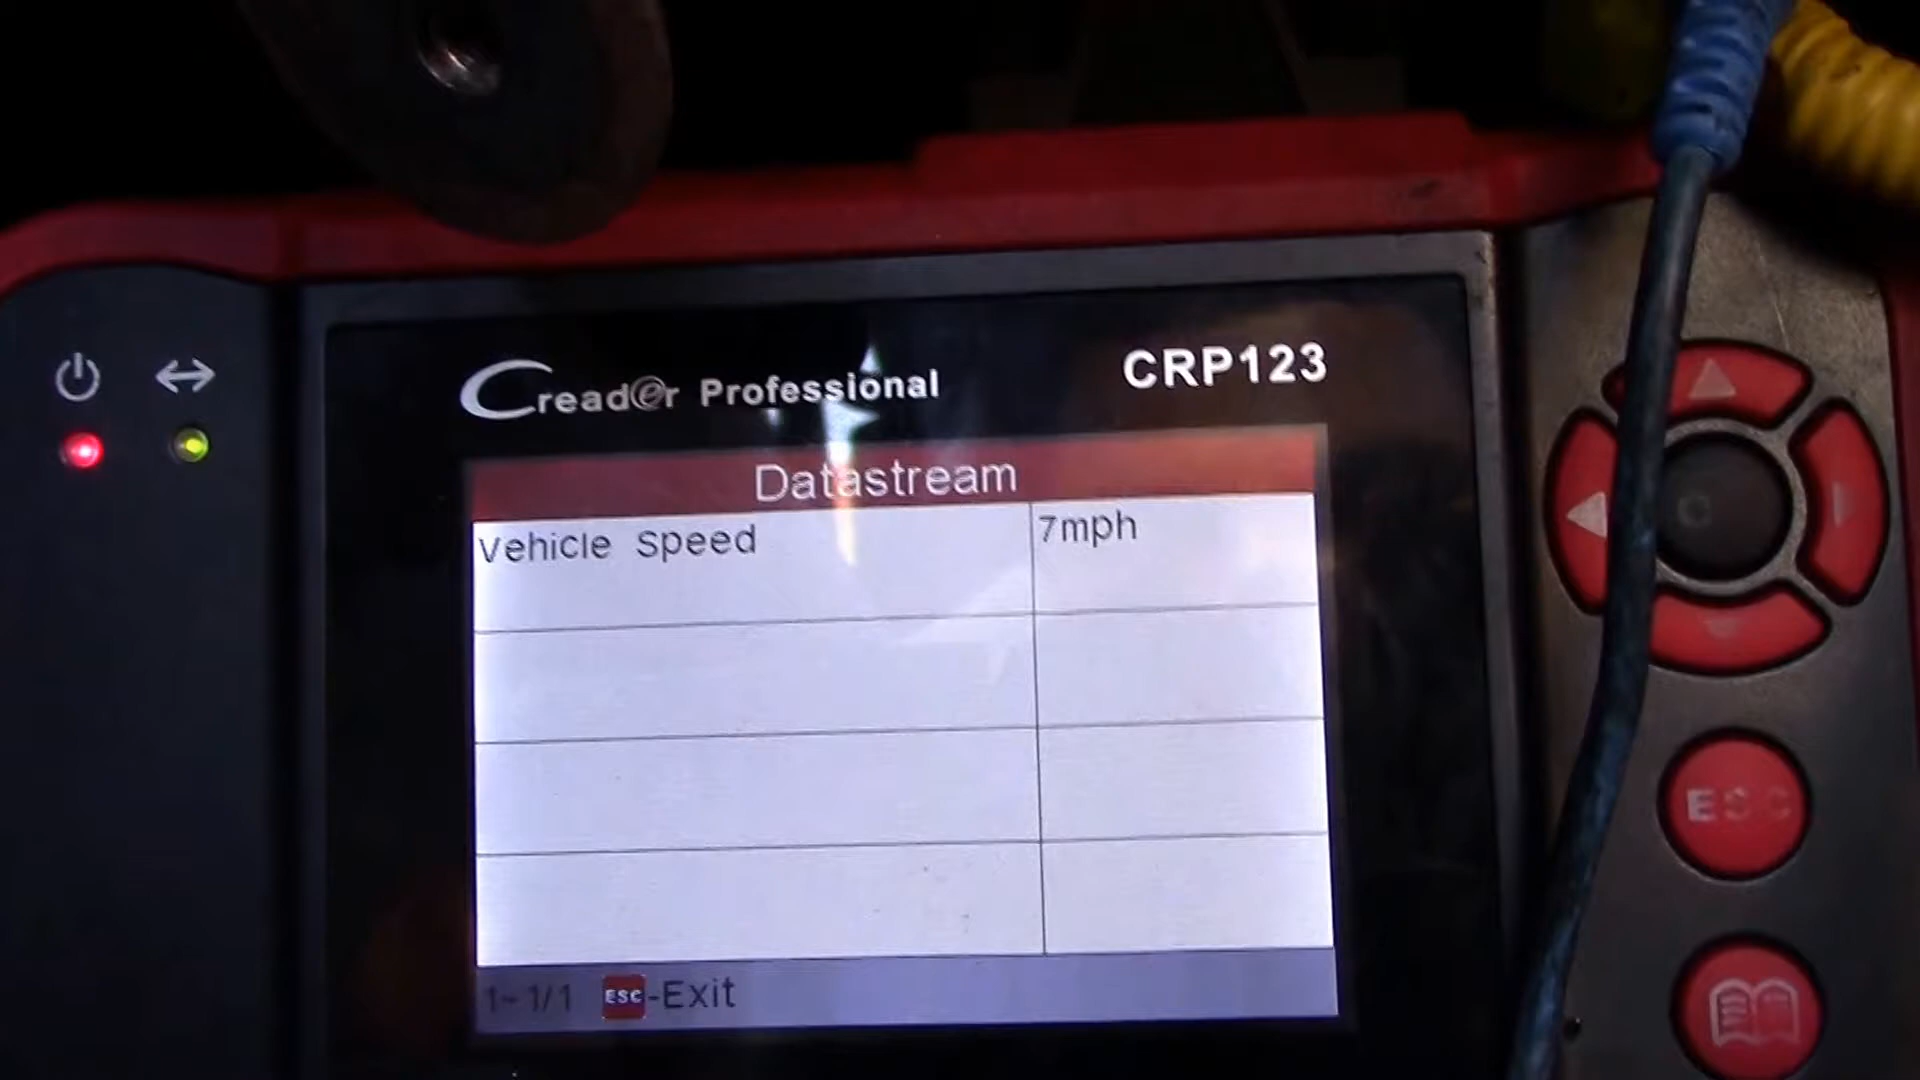 Creader Professional
CRP123
Datastream
Vehicle Speed
7mph
1~1/1 ESC-Exit
ESC